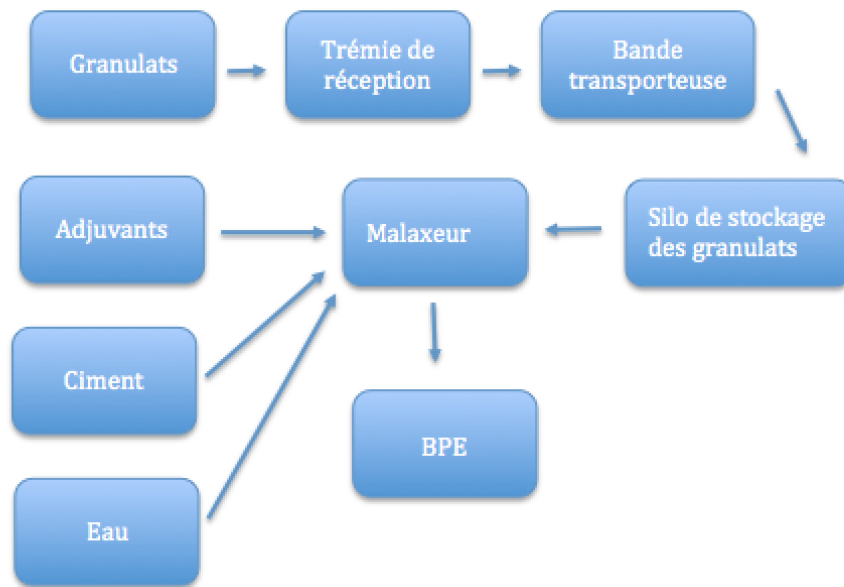 Granulats
Trémie de
réception
Bande
transporteuse
Adjuvants
Malaxeur
Silo de stockage
des granulats
Ciment
BPE
Eau